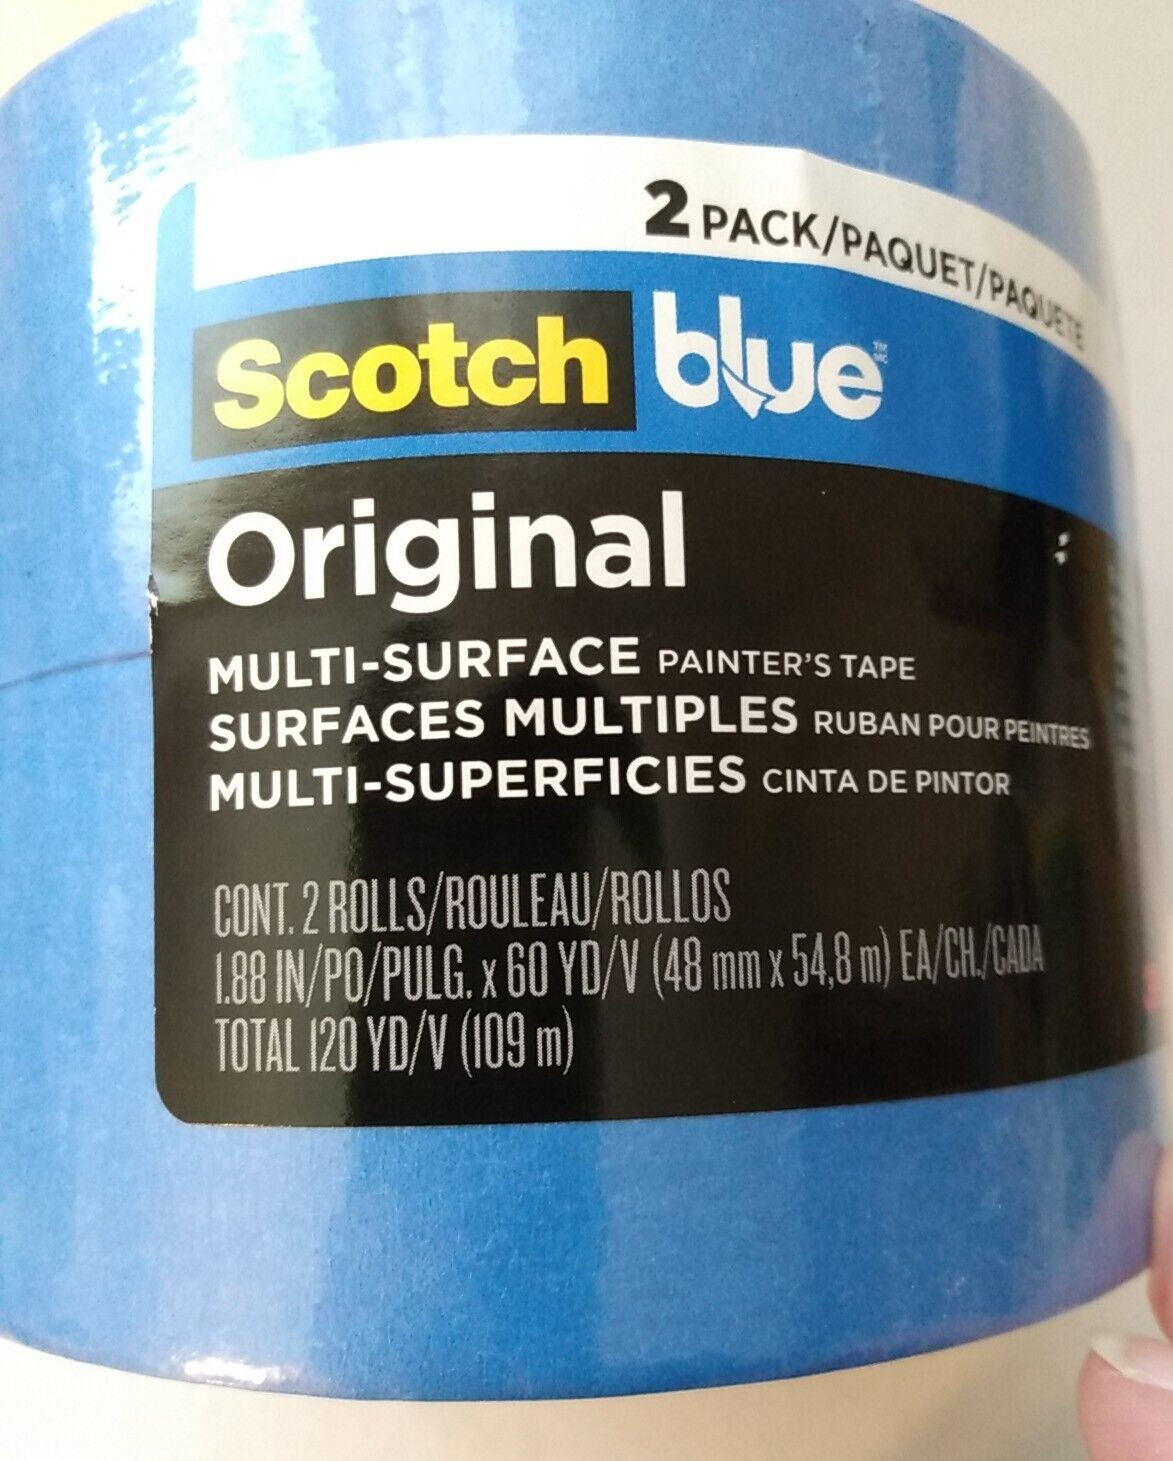 2 PACK/PAQUET/PAQUETE
Scotch blue™ MC
Original
MULTI-SURFACE PAINTER'S TAPE
SURFACES MULTIPLES RUBAN POUR PEINTRES
MULTI-SUPERFICIES CINTA DE PINTOR
CONT. 2 ROLLS/ROULEAU/ROLLOS
1.88 IN/PO/PULG. x 60 YD/V (48 mm x 54,8 m) EA/CH./CADA
TOTAL 120 YD/V (109 m)